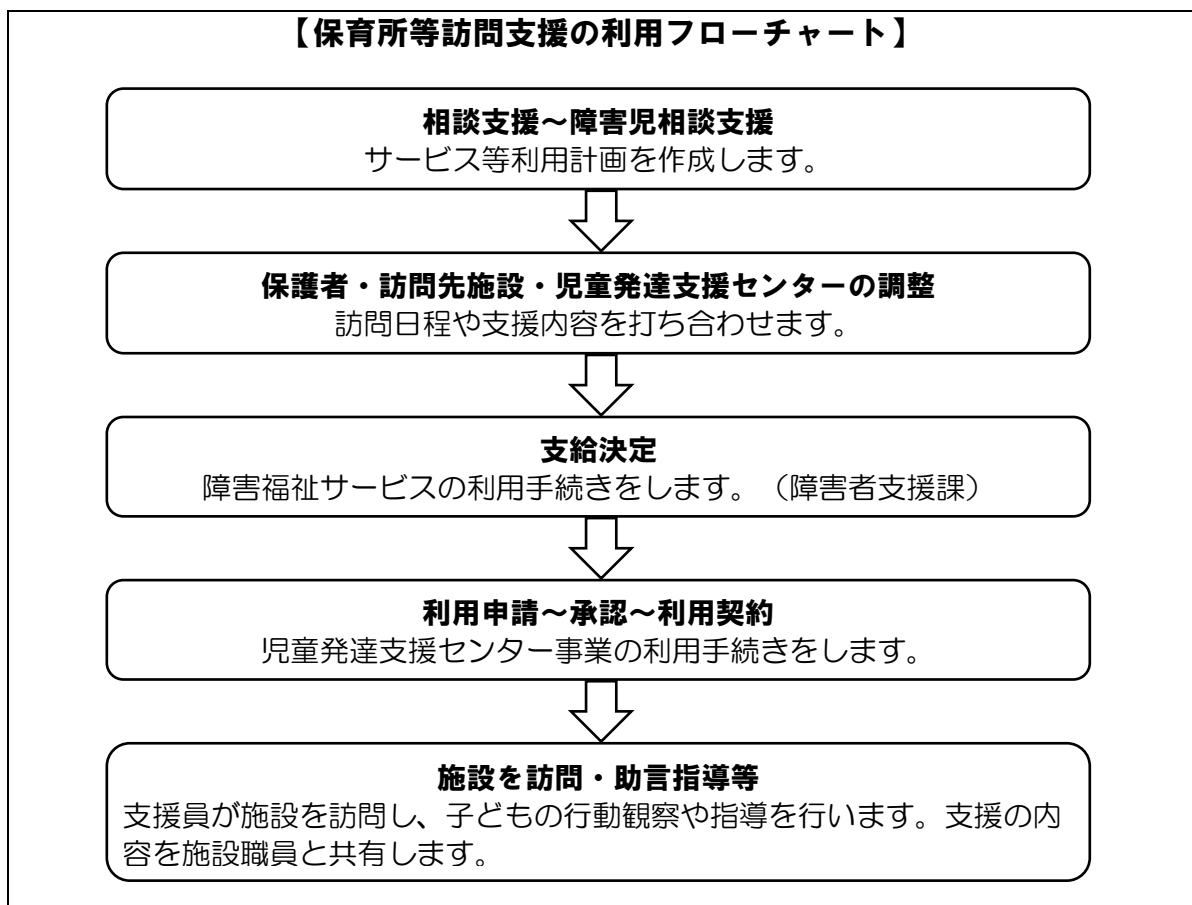 【保育所等訪問支援の利用フローチャート】
相談支援～障害児相談支援
サービス等利用計画を作成します。
保護者・訪問先施設・児童発達支援センターの調整
訪問日程や支援内容を打ち合わせます。
支給決定
障害福祉サービスの利用手続きをします。（障害者支援課）
利用申請～承認～利用契約
児童発達支援センター事業の利用手続きをします。
施設を訪問・助言指導等
支援員が施設を訪問し、子どもの行動観察や指導を行います。支援の内
容を施設職員と共有します。